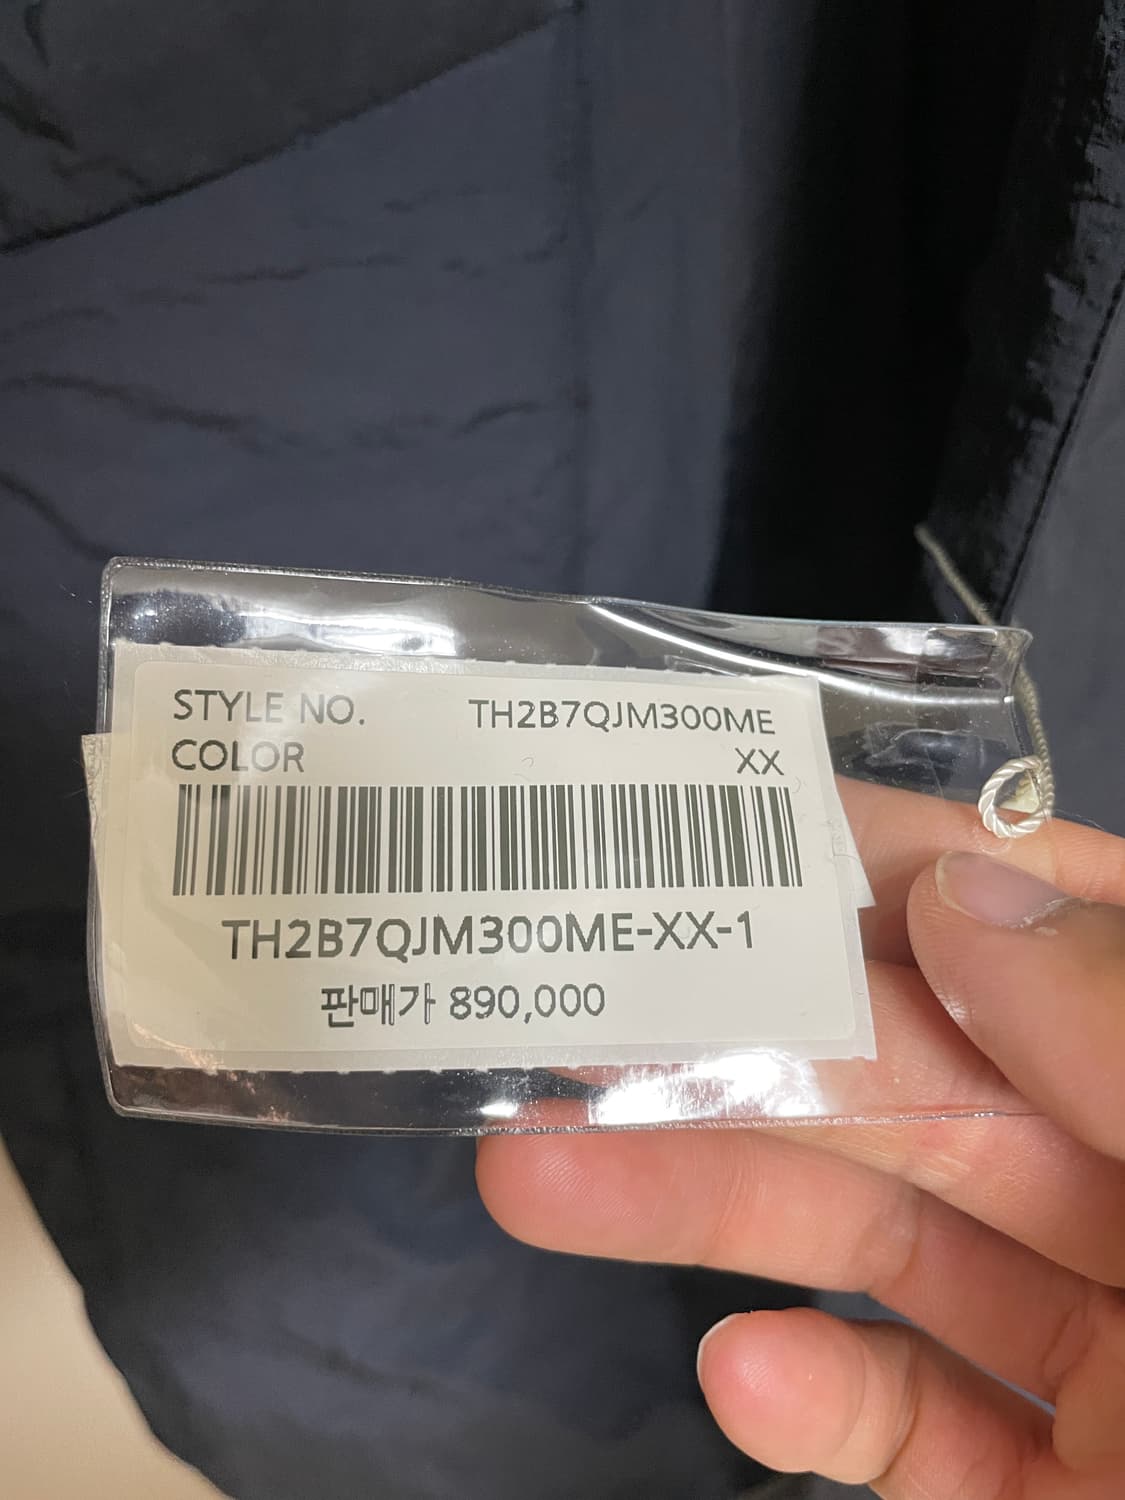 STYLE NO. TH2B7QJM300ME
COLOR XX
TH2B7QJM300ME-XX-1
판매가 890,000